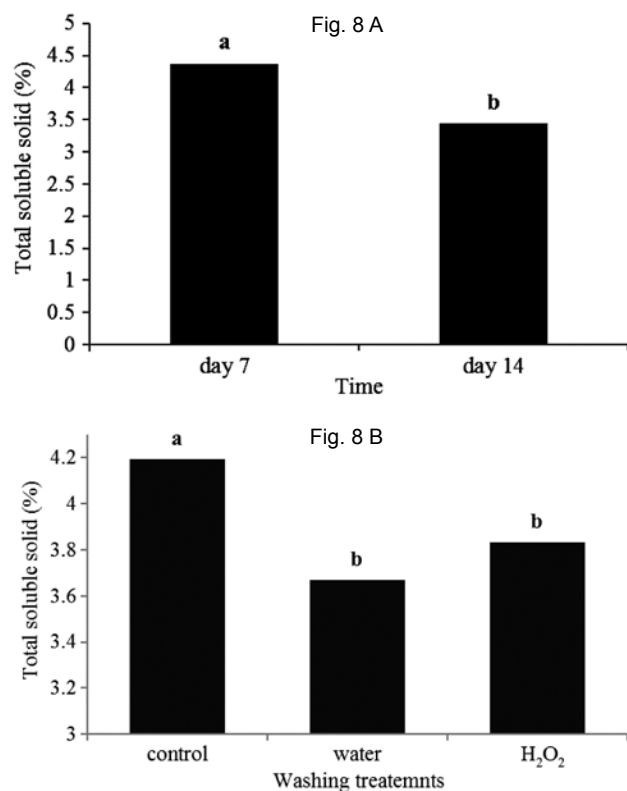 Fig. 8 A
Total soluble solid (%)
5
4.5
4
3.5
3
2.5
2
1.5
1
0.5
0
a
b
day 7
day 14
Time
Fig. 8 B
Total soluble solid (%)
4.2
4
3.8
3.6
3.4
3.2
3
a
b
b
control
water
H₂O₂
Washing treatemnts